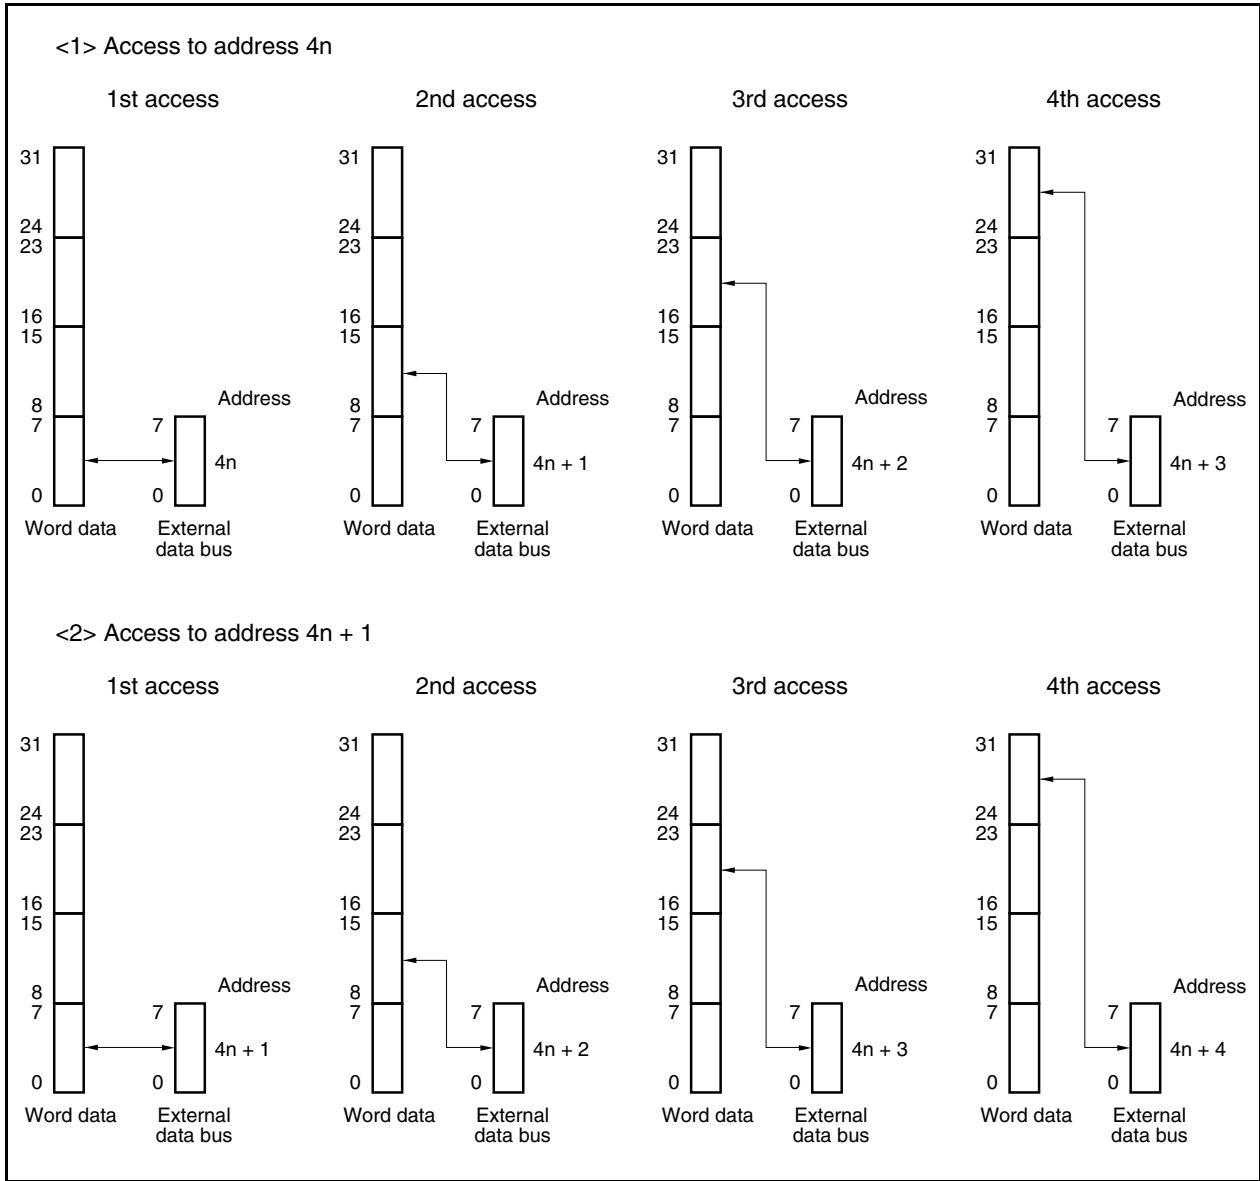 <1> Access to address 4n
1st access
2nd access
3rd access
4th access
31
24
23
16
15
8
7
0
Word data
7
0
Address
4n
External
data bus
31
24
23
16
15
8
7
0
Word data
7
0
Address
4n + 1
External
data bus
31
24
23
16
15
8
7
0
Word data
7
0
Address
4n + 2
External
data bus
31
24
23
16
15
8
7
0
Word data
7
0
Address
4n + 3
External
data bus
<2> Access to address 4n + 1
1st access
2nd access
3rd access
4th access
31
24
23
16
15
8
7
0
Word data
7
0
Address
4n + 1
External
data bus
31
24
23
16
15
8
7
0
Word data
7
0
Address
4n + 2
External
data bus
31
24
23
16
15
8
7
0
Word data
7
0
Address
4n + 3
External
data bus
31
24
23
16
15
8
7
0
Word data
7
0
Address
4n + 4
External
data bus